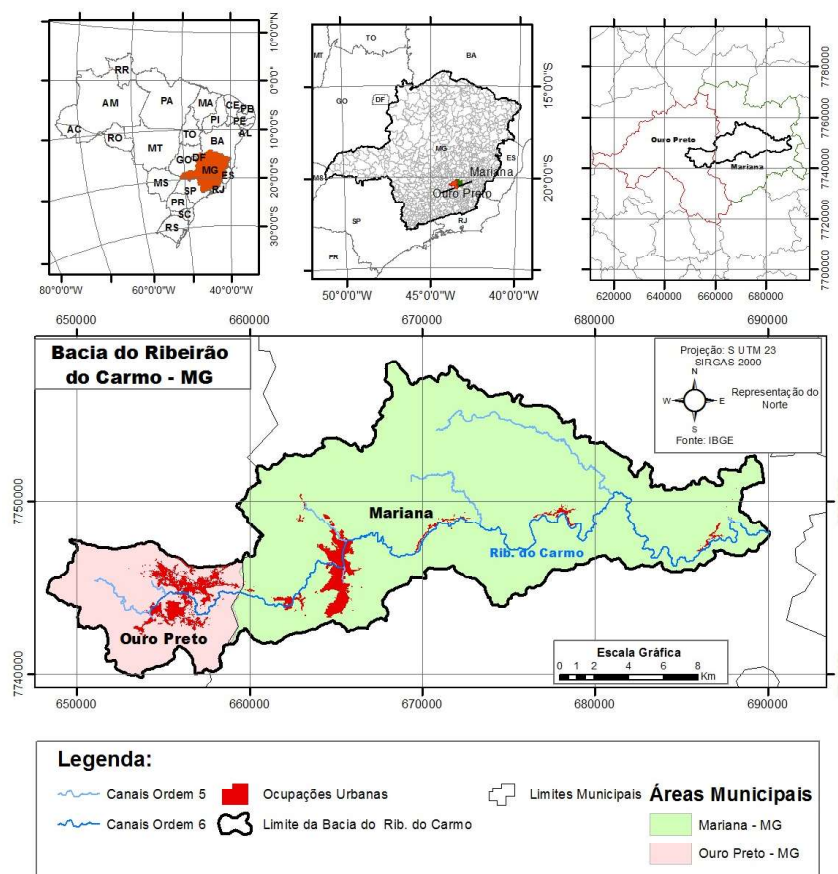 10°0'0"N
0°0'0"
10°0'0"S
20°0'0"S
30°0'0"S
80°0'0"W
60°0'0"W
40°0'0"W
RR
AM
PA
MA
CE
PB
PE
PI
AL
AC
RO
TO
BA
MT
GO
DF
MG
ES
MS
SP
RJ
PR
SC
RS
TO
BA
MT
GO
DF
MG
ES
MS
Mariana
Ouro Preto
SP
RJ
PR
15°0'0"S
20°0'0"S
50°0'0"W
45°0'0"W
40°0'0"W
Ouro Preto
Mariana
7780000
7760000
7740000
7720000
7700000
620000
640000
660000
680000
650000
660000
670000
680000
690000
Bacia do Ribeirão
do Carmo - MG
Projeção: S UTM 23
SIRGAS 2000
N
W
E
S
Representação do
Norte
Fonte: IBGE
7750000
7750000
Mariana
Rib. do Carmo
Ouro Preto
Escala Gráfica
0 1 2 4 6 8
Km
7740000
7740000
650000
660000
670000
680000
690000
Legenda:
Canais Ordem 5
Ocupações Urbanas
Limites Municipais
Áreas Municipais
Canais Ordem 6
Limite da Bacia do Rib. do Carmo
Mariana - MG
Ouro Preto - MG